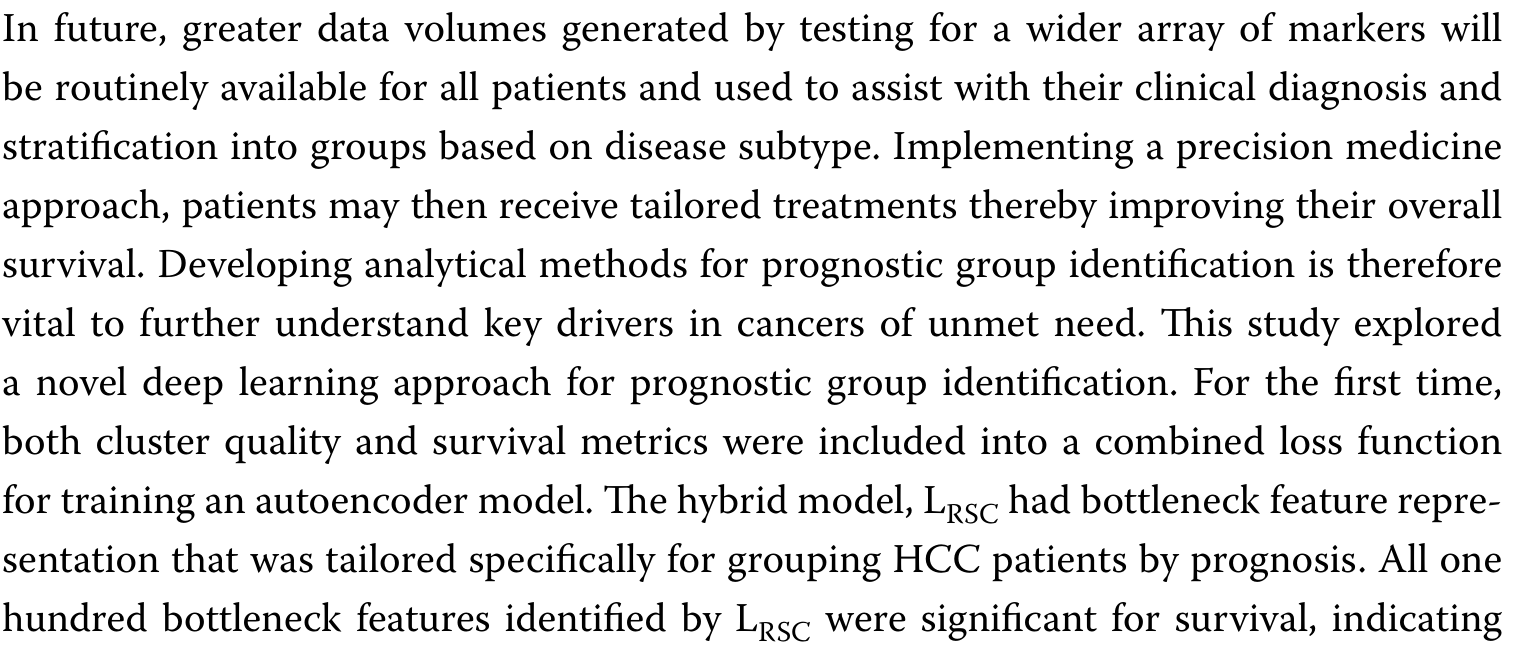 In future, greater data volumes generated by testing for a wider array of markers will
be routinely available for all patients and used to assist with their clinical diagnosis and
stratification into groups based on disease subtype. Implementing a precision medicine
approach, patients may then receive tailored treatments thereby improving their overall
survival. Developing analytical methods for prognostic group identification is therefore
vital to further understand key drivers in cancers of unmet need. This study explored
a novel deep learning approach for prognostic group identification. For the first time,
both cluster quality and survival metrics were included into a combined loss function
for training an autoencoder model. The hybrid model, L_RSC had bottleneck feature repre-
sentation that was tailored specifically for grouping HCC patients by prognosis. All one
hundred bottleneck features identified by L_RSC were significant for survival, indicating